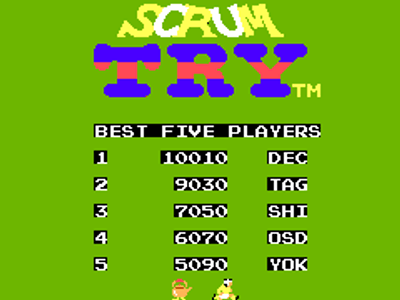 SCRUM
TRY™
BEST FIVE PLAYERS
1 10010 DEC
2 9030 TAG
3 7050 SHI
4 6070 OSD
5 5090 YOK